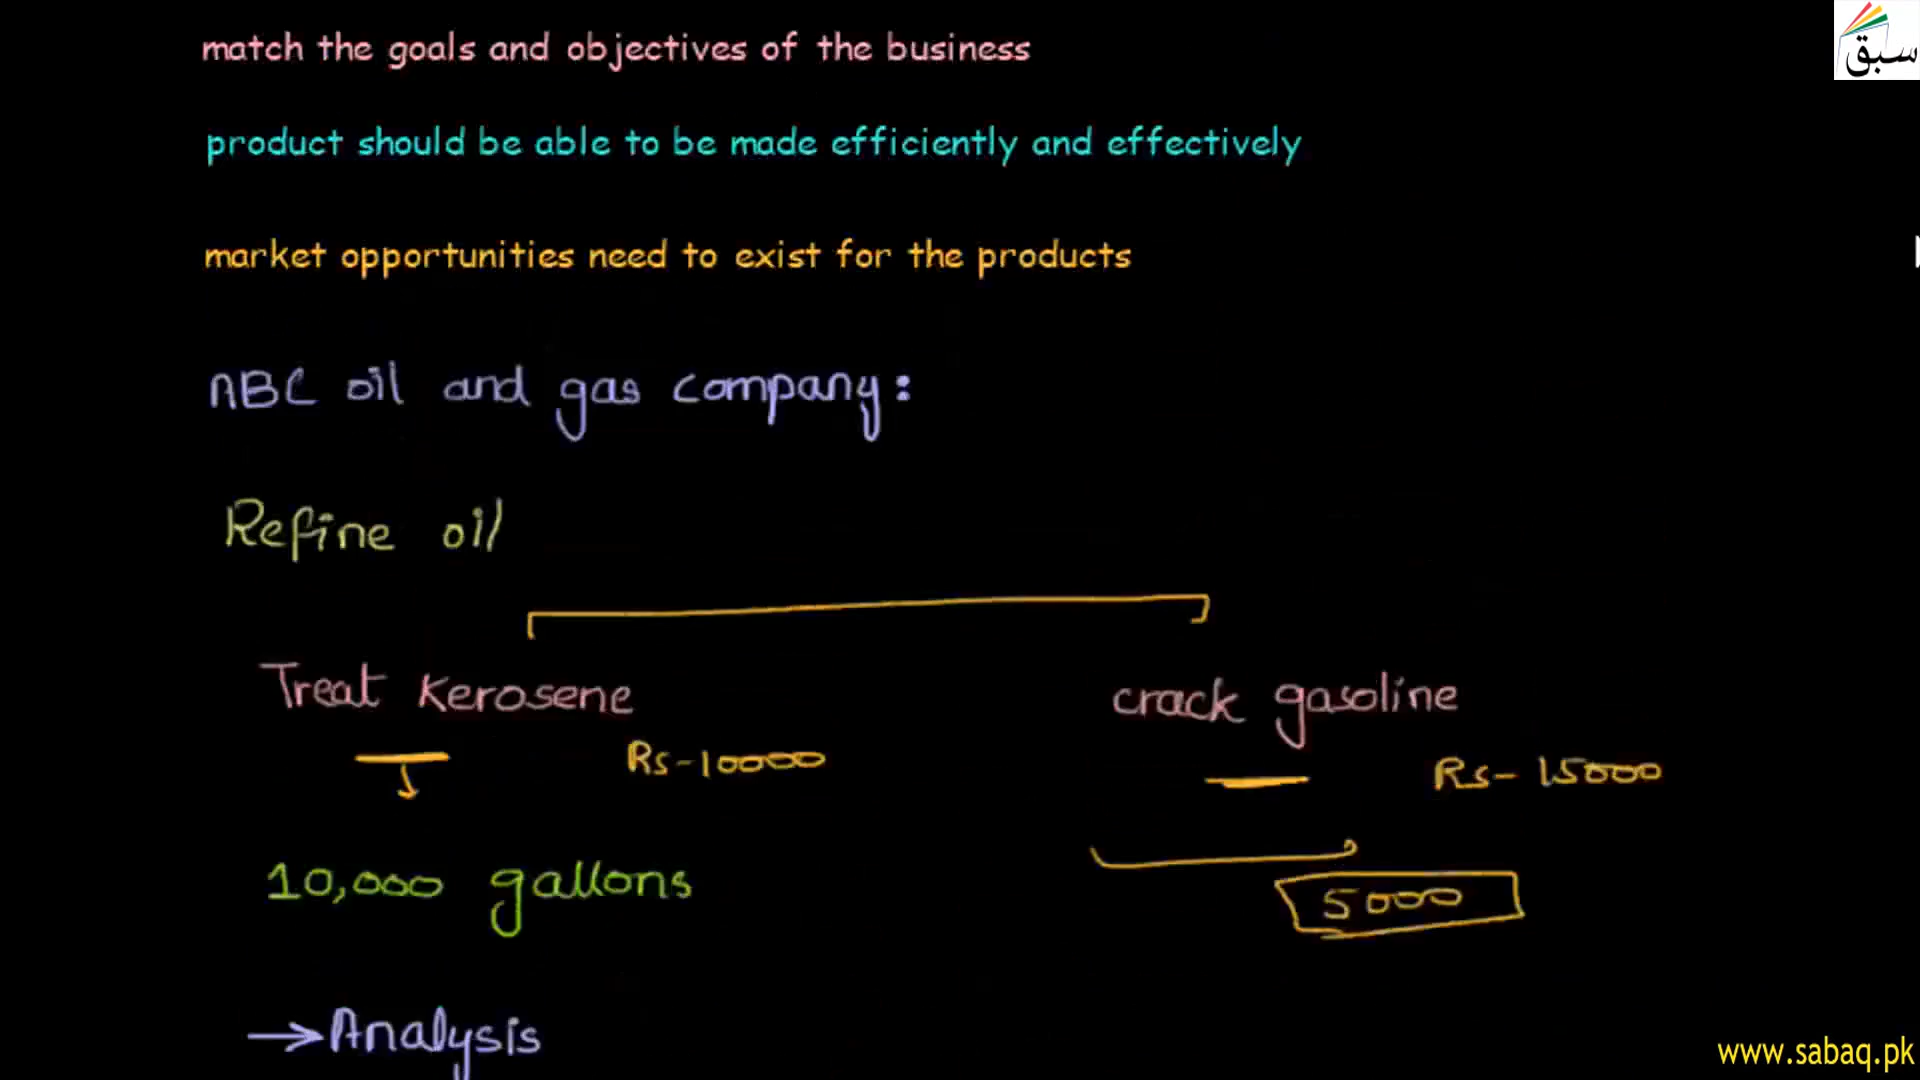 سبق
match the goals and objectives of the business
product should be able to be made efficiently and effectively
market opportunities need to exist for the products
ABC oil and gas company:
Refine oil
Treat kerosene
crack gasoline
Rs-10000
Rs-15000
10,000 gallons
5000
→Analysis
www.sabaq.pk